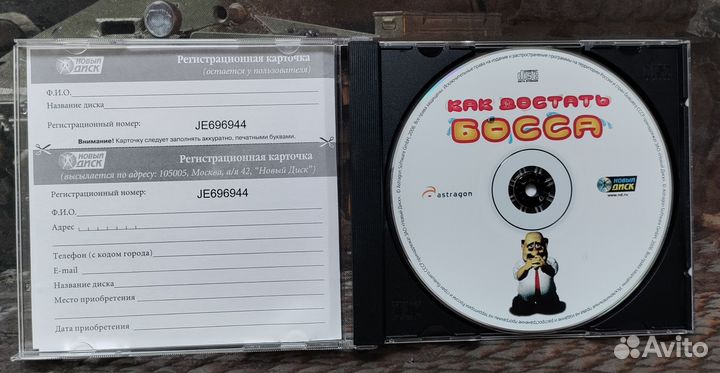 НОВЫЙ ДИСК
Регистрационная карточка
(остается у пользователя)
Ф.И.О.
Название диска
Регистрационный номер: JE696944
Внимание! Карточку следует заполнять аккуратно, печатными буквами.
НОВЫЙ ДИСК
Регистрационная карточка
(высылается по адресу: 105005, Москва, а/я 42, "Новый Диск")
Регистрационный номер: JE696944
Ф.И.О.
Адрес
Телефон (с кодом города)
E-mail
Название диска
Место приобретения
Дата приобретения
КАК ДОСТАТЬ
БОССА
astragon
НОВЫЙ ДИСК
www.nd.ru
Avito